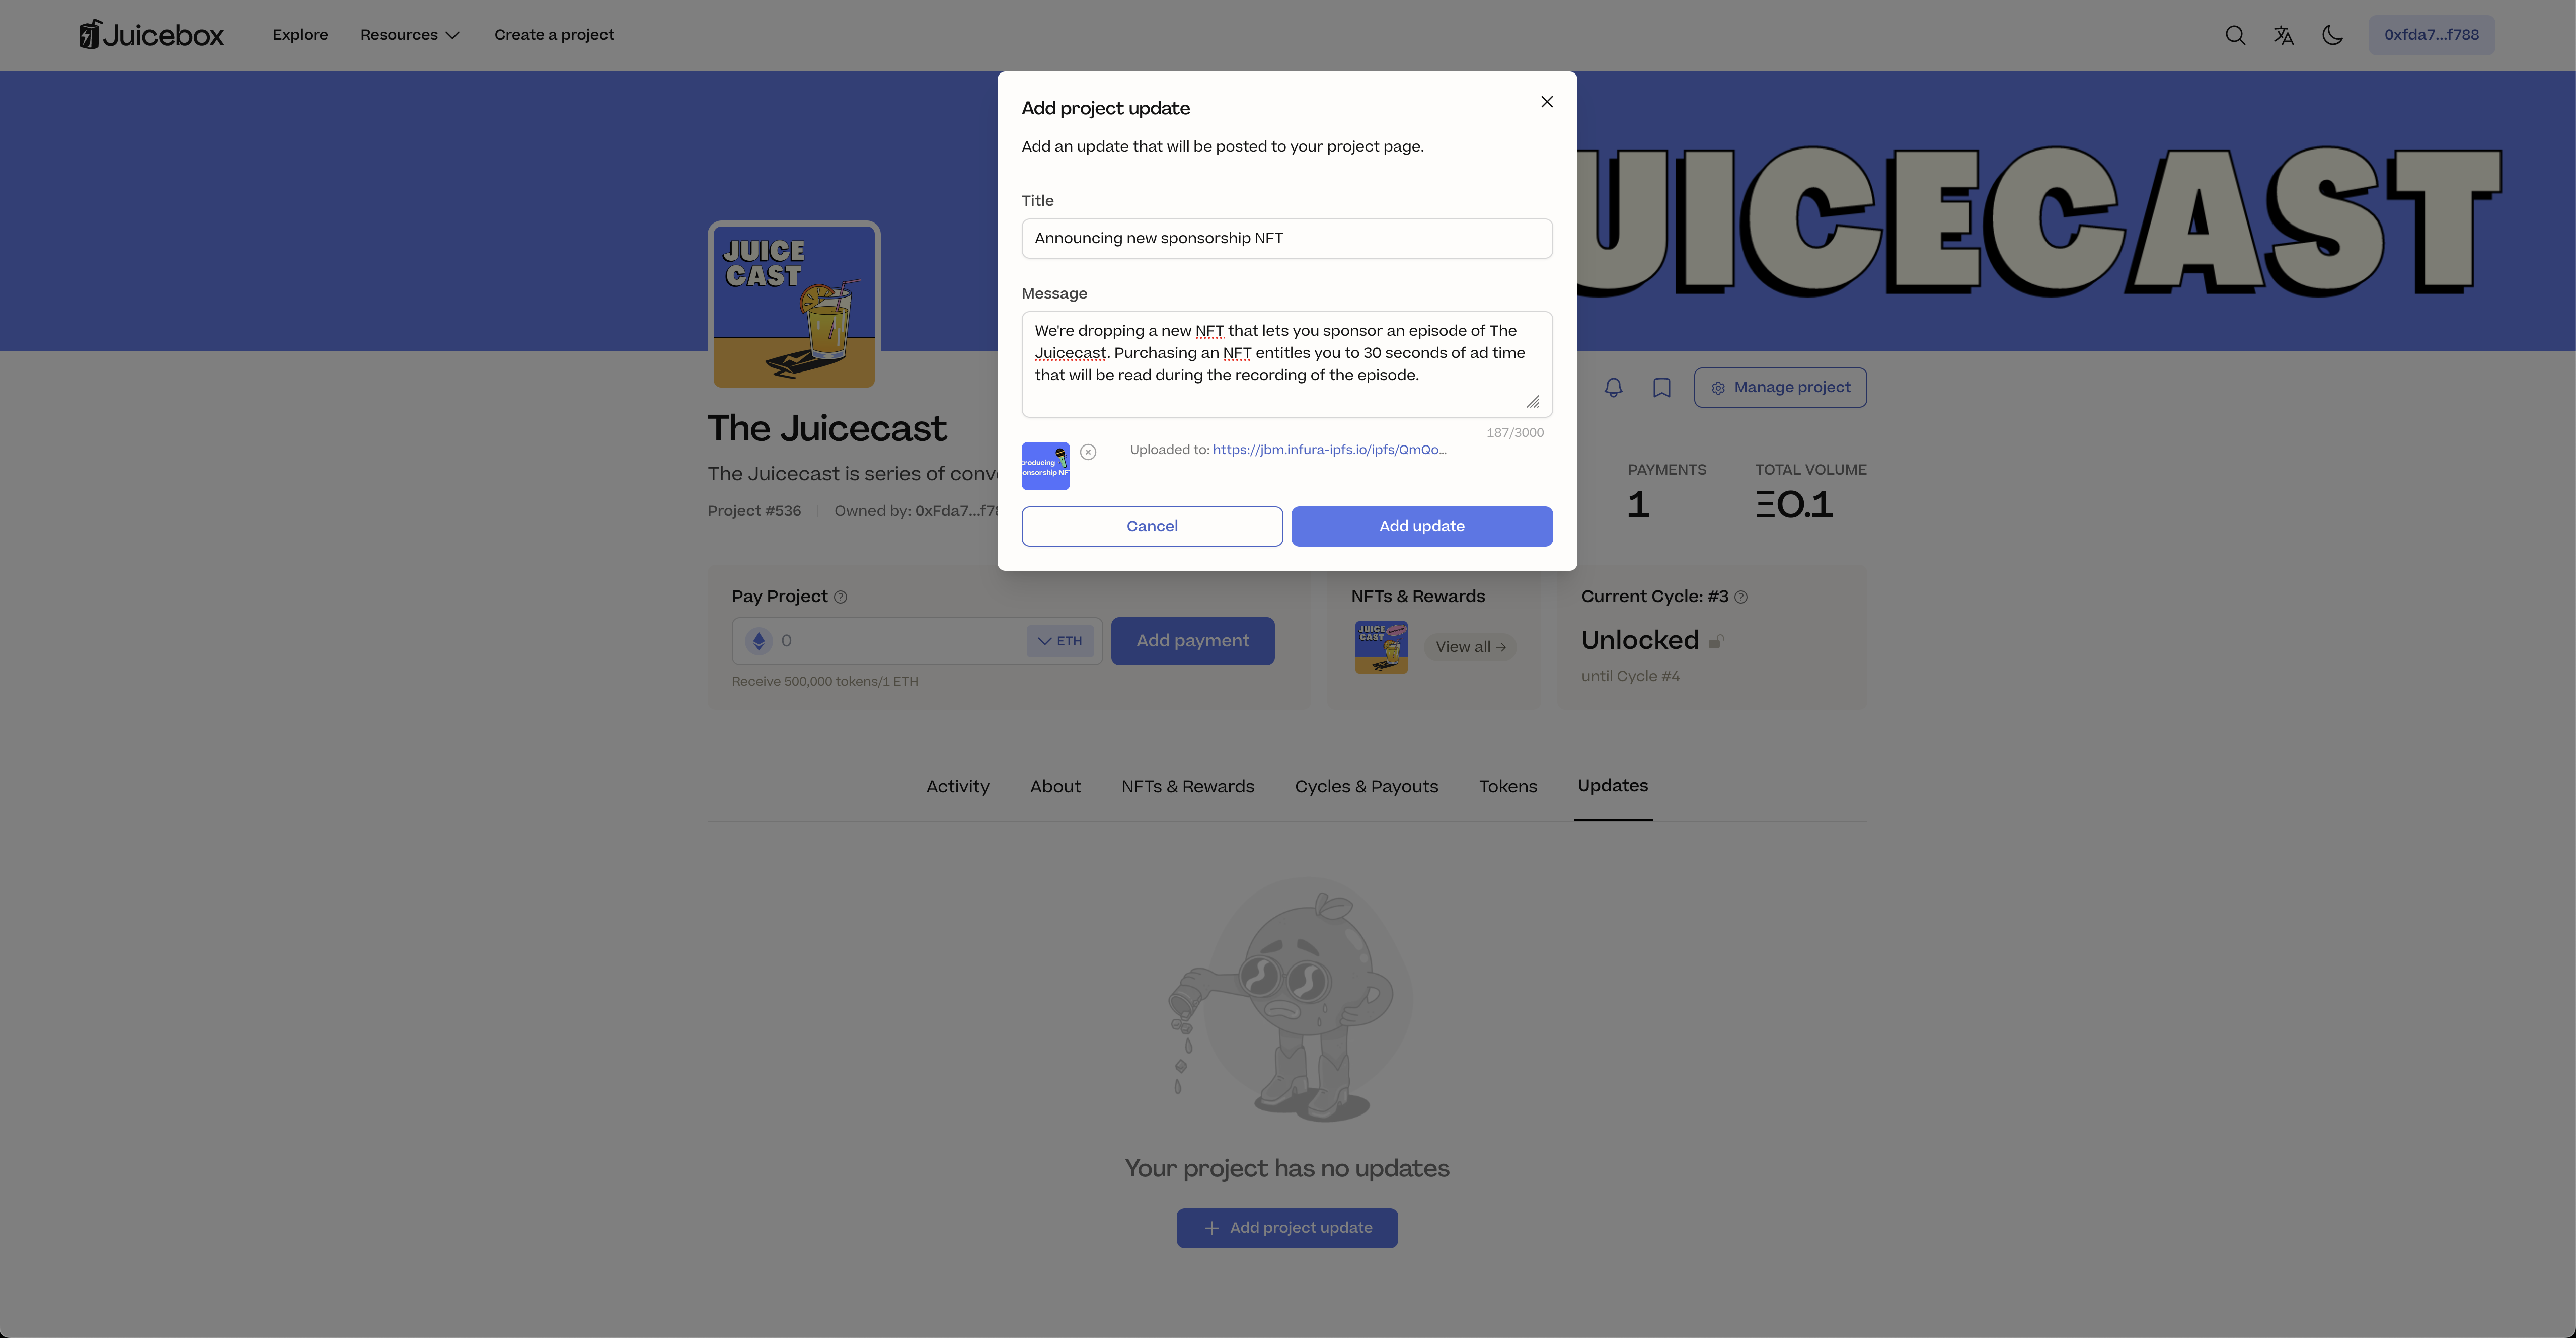 Juicebox
Explore
Resources
Create a project
0xfda7...f788
Add project update
Add an update that will be posted to your project page.
Title
Announcing new sponsorship NFT
Message
We're dropping a new NFT that lets you sponsor an episode of The
Juicecast. Purchasing an NFT entitles you to 30 seconds of ad time
that will be read during the recording of the episode.
187/3000
troducing
onsorship NF
Uploaded to: https://jbm.infura-ipfs.io/ipfs/QmQo...
Cancel
Add update
UICECAST
JUICE
CAST
Manage project
The Juicecast
The Juicecast is series of conv
Project #536
Owned by: 0xFda7...f78
PAYMENTS
1
TOTAL VOLUME
Ξ0.1
Pay Project
0
ETH
Add payment
Receive 500,000 tokens/1 ETH
NFTs & Rewards
JUICE
CAST
View all →
Current Cycle: #3
Unlocked
until Cycle #4
Activity
About
NFTs & Rewards
Cycles & Payouts
Tokens
Updates
Your project has no updates
Add project update